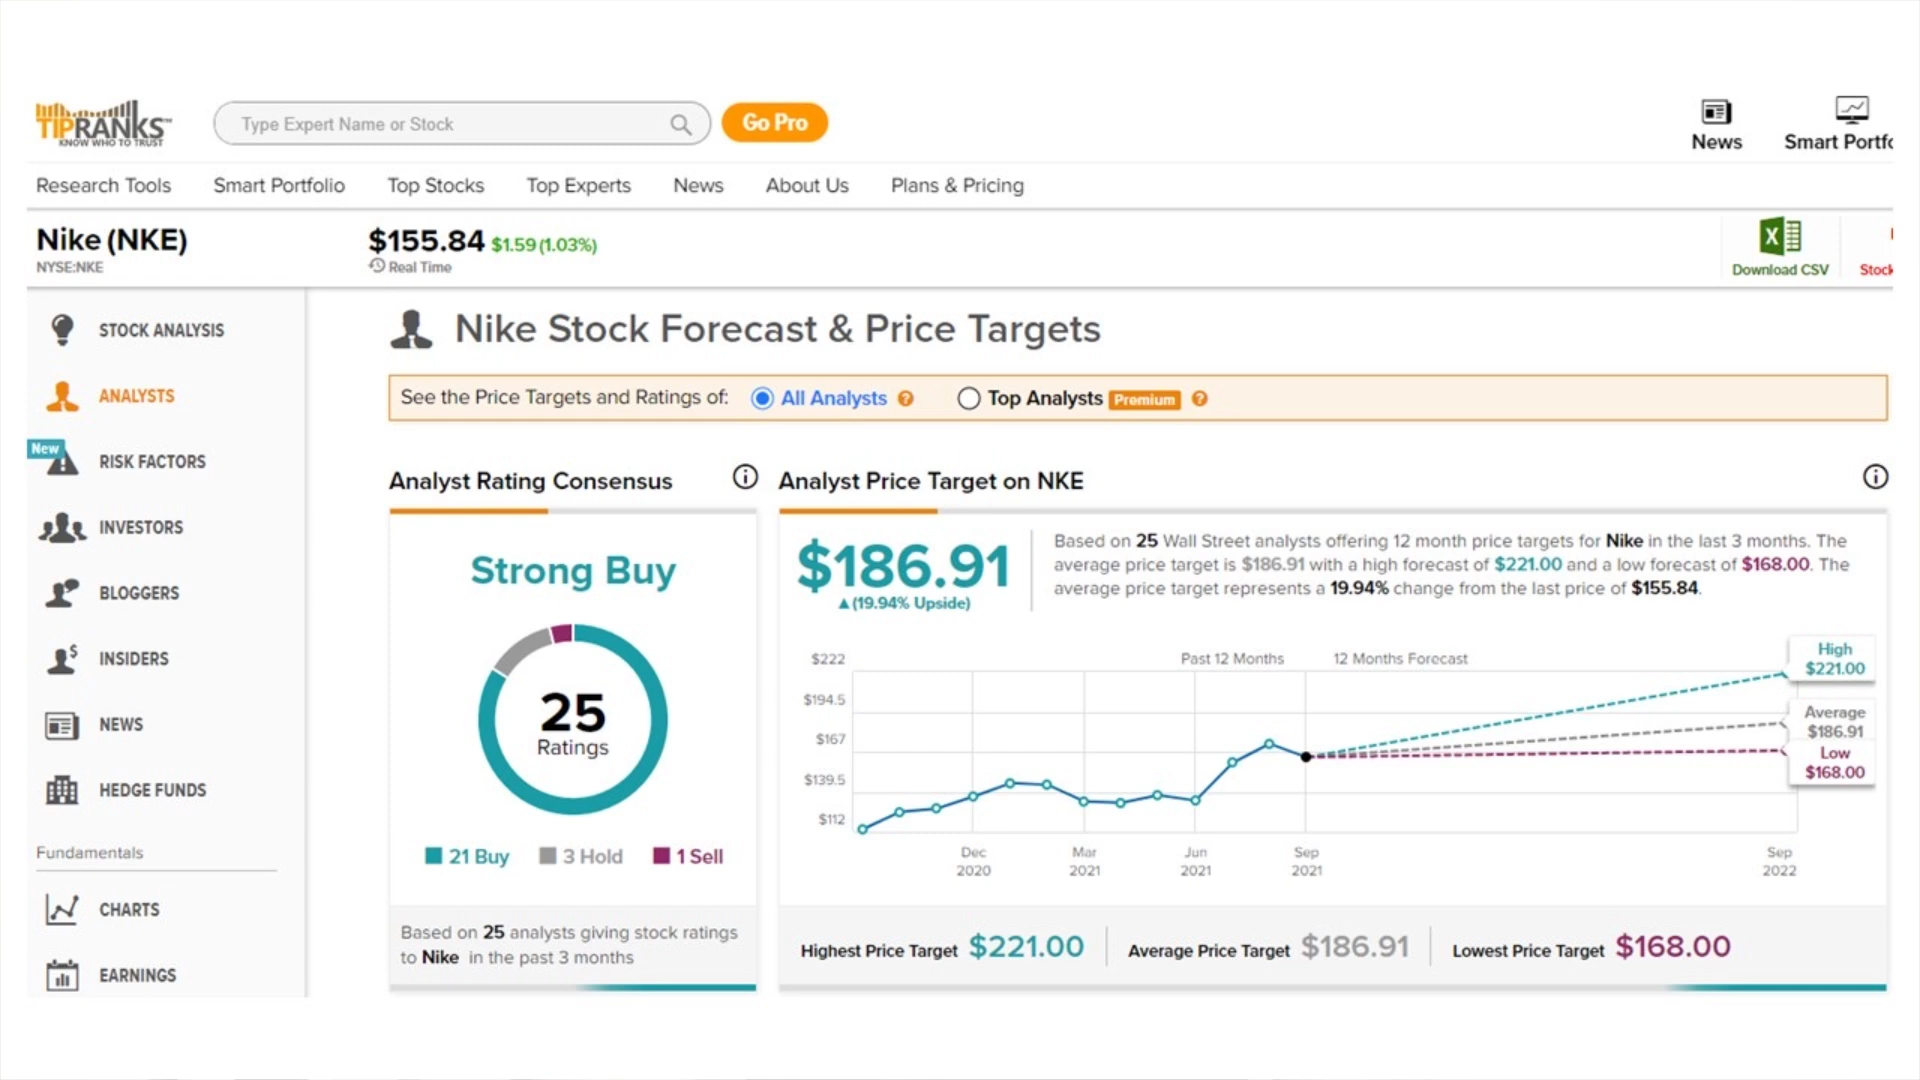 TIPRANKS™
KNOW WHO TO TRUST
Type Expert Name or Stock
Go Pro
News
Smart Portfo
Research Tools
Smart Portfolio
Top Stocks
Top Experts
News
About Us
Plans & Pricing
Nike (NKE)
NYSE:NKE
$155.84 $1.59 (1.03%)
Real Time
Download CSV
Stock
STOCK ANALYSIS
ANALYSTS
New
RISK FACTORS
INVESTORS
BLOGGERS
INSIDERS
NEWS
HEDGE FUNDS
Fundamentals
CHARTS
EARNINGS
Nike Stock Forecast & Price Targets
See the Price Targets and Ratings of: All Analysts ? Top Analysts Premium ?
Analyst Rating Consensus
Strong Buy
25
Ratings
21 Buy 3 Hold 1 Sell
Based on 25 analysts giving stock ratings
to Nike in the past 3 months
Analyst Price Target on NKE
$186.91
▲(19.94% Upside)
Based on 25 Wall Street analysts offering 12 month price targets for Nike in the last 3 months. The
average price target is $186.91 with a high forecast of $221.00 and a low forecast of $168.00. The
average price target represents a 19.94% change from the last price of $155.84.
Past 12 Months
12 Months Forecast
$222
$194.5
$167
$139.5
$112
High
$221.00
Average
$186.91
Low
$168.00
Dec
2020
Mar
2021
Jun
2021
Sep
2021
Sep
2022
Highest Price Target $221.00
Average Price Target $186.91
Lowest Price Target $168.00